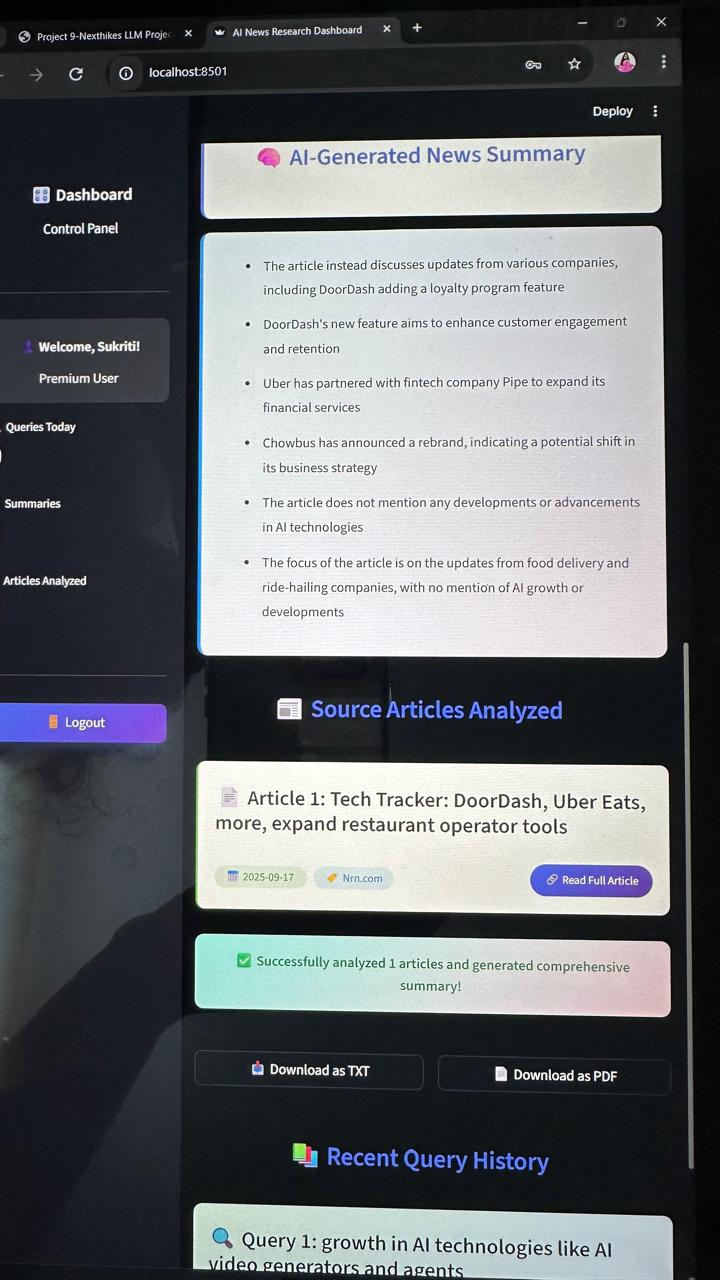 Project 9-Nexthikes LLM Projec
AI News Research Dashboard
localhost:8501
Deploy
Dashboard
Control Panel
Welcome, Sukriti!
Premium User
Queries Today
Summaries
Articles Analyzed
Logout
AI-Generated News Summary
• The article instead discusses updates from various companies,
including DoorDash adding a loyalty program feature
• DoorDash's new feature aims to enhance customer engagement
and retention
• Uber has partnered with fintech company Pipe to expand its
financial services
• Chowbus has announced a rebrand, indicating a potential shift in
its business strategy
• The article does not mention any developments or advancements
in AI technologies
• The focus of the article is on the updates from food delivery and
ride-hailing companies, with no mention of AI growth or
developments
Source Articles Analyzed
Article 1: Tech Tracker: DoorDash, Uber Eats,
more, expand restaurant operator tools
2025-09-17
Nrn.com
Read Full Article
Successfully analyzed 1 articles and generated comprehensive
summary!
Download as TXT
Download as PDF
Recent Query History
Query 1: growth in AI technologies like AI
video generators and agents